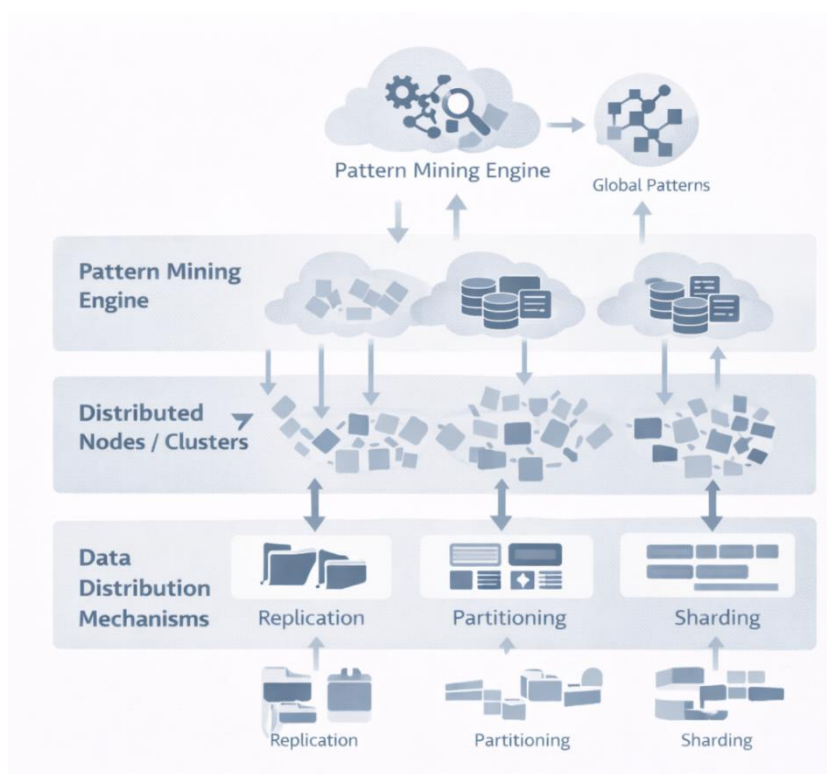 Pattern Mining Engine
Global Patterns
Pattern Mining
Engine
Distributed
Nodes / Clusters
Data
Distribution
Mechanisms
Replication
Partitioning
Sharding
Replication
Partitioning
Sharding